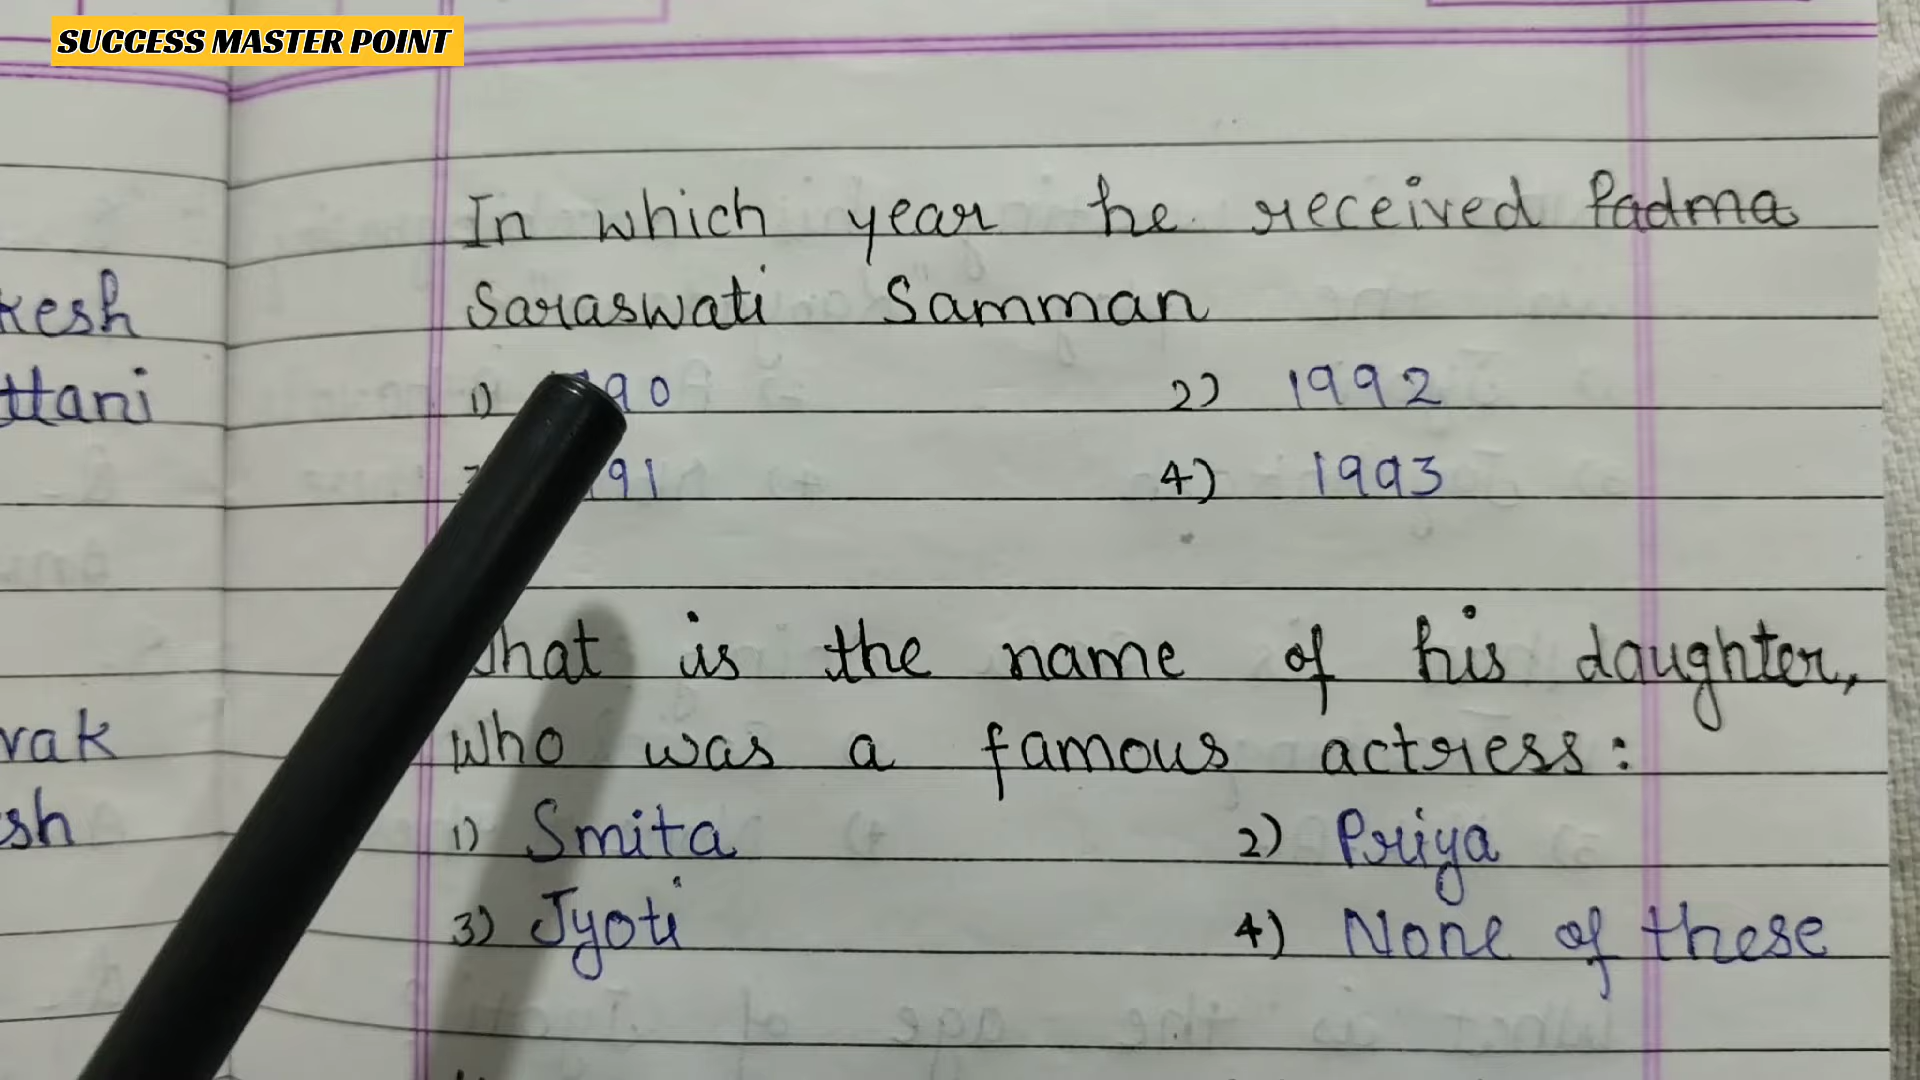 SUCCESS MASTER POINT
In which year he received Padma
Saraswati Samman
1) 90 2) 1992
91 4) 1993
What is the name of his daughter,
Who was a famous actress:
1) Smita 2) Priya
3) Jyoti 4) None of these
kesh
ttani
vak
sh